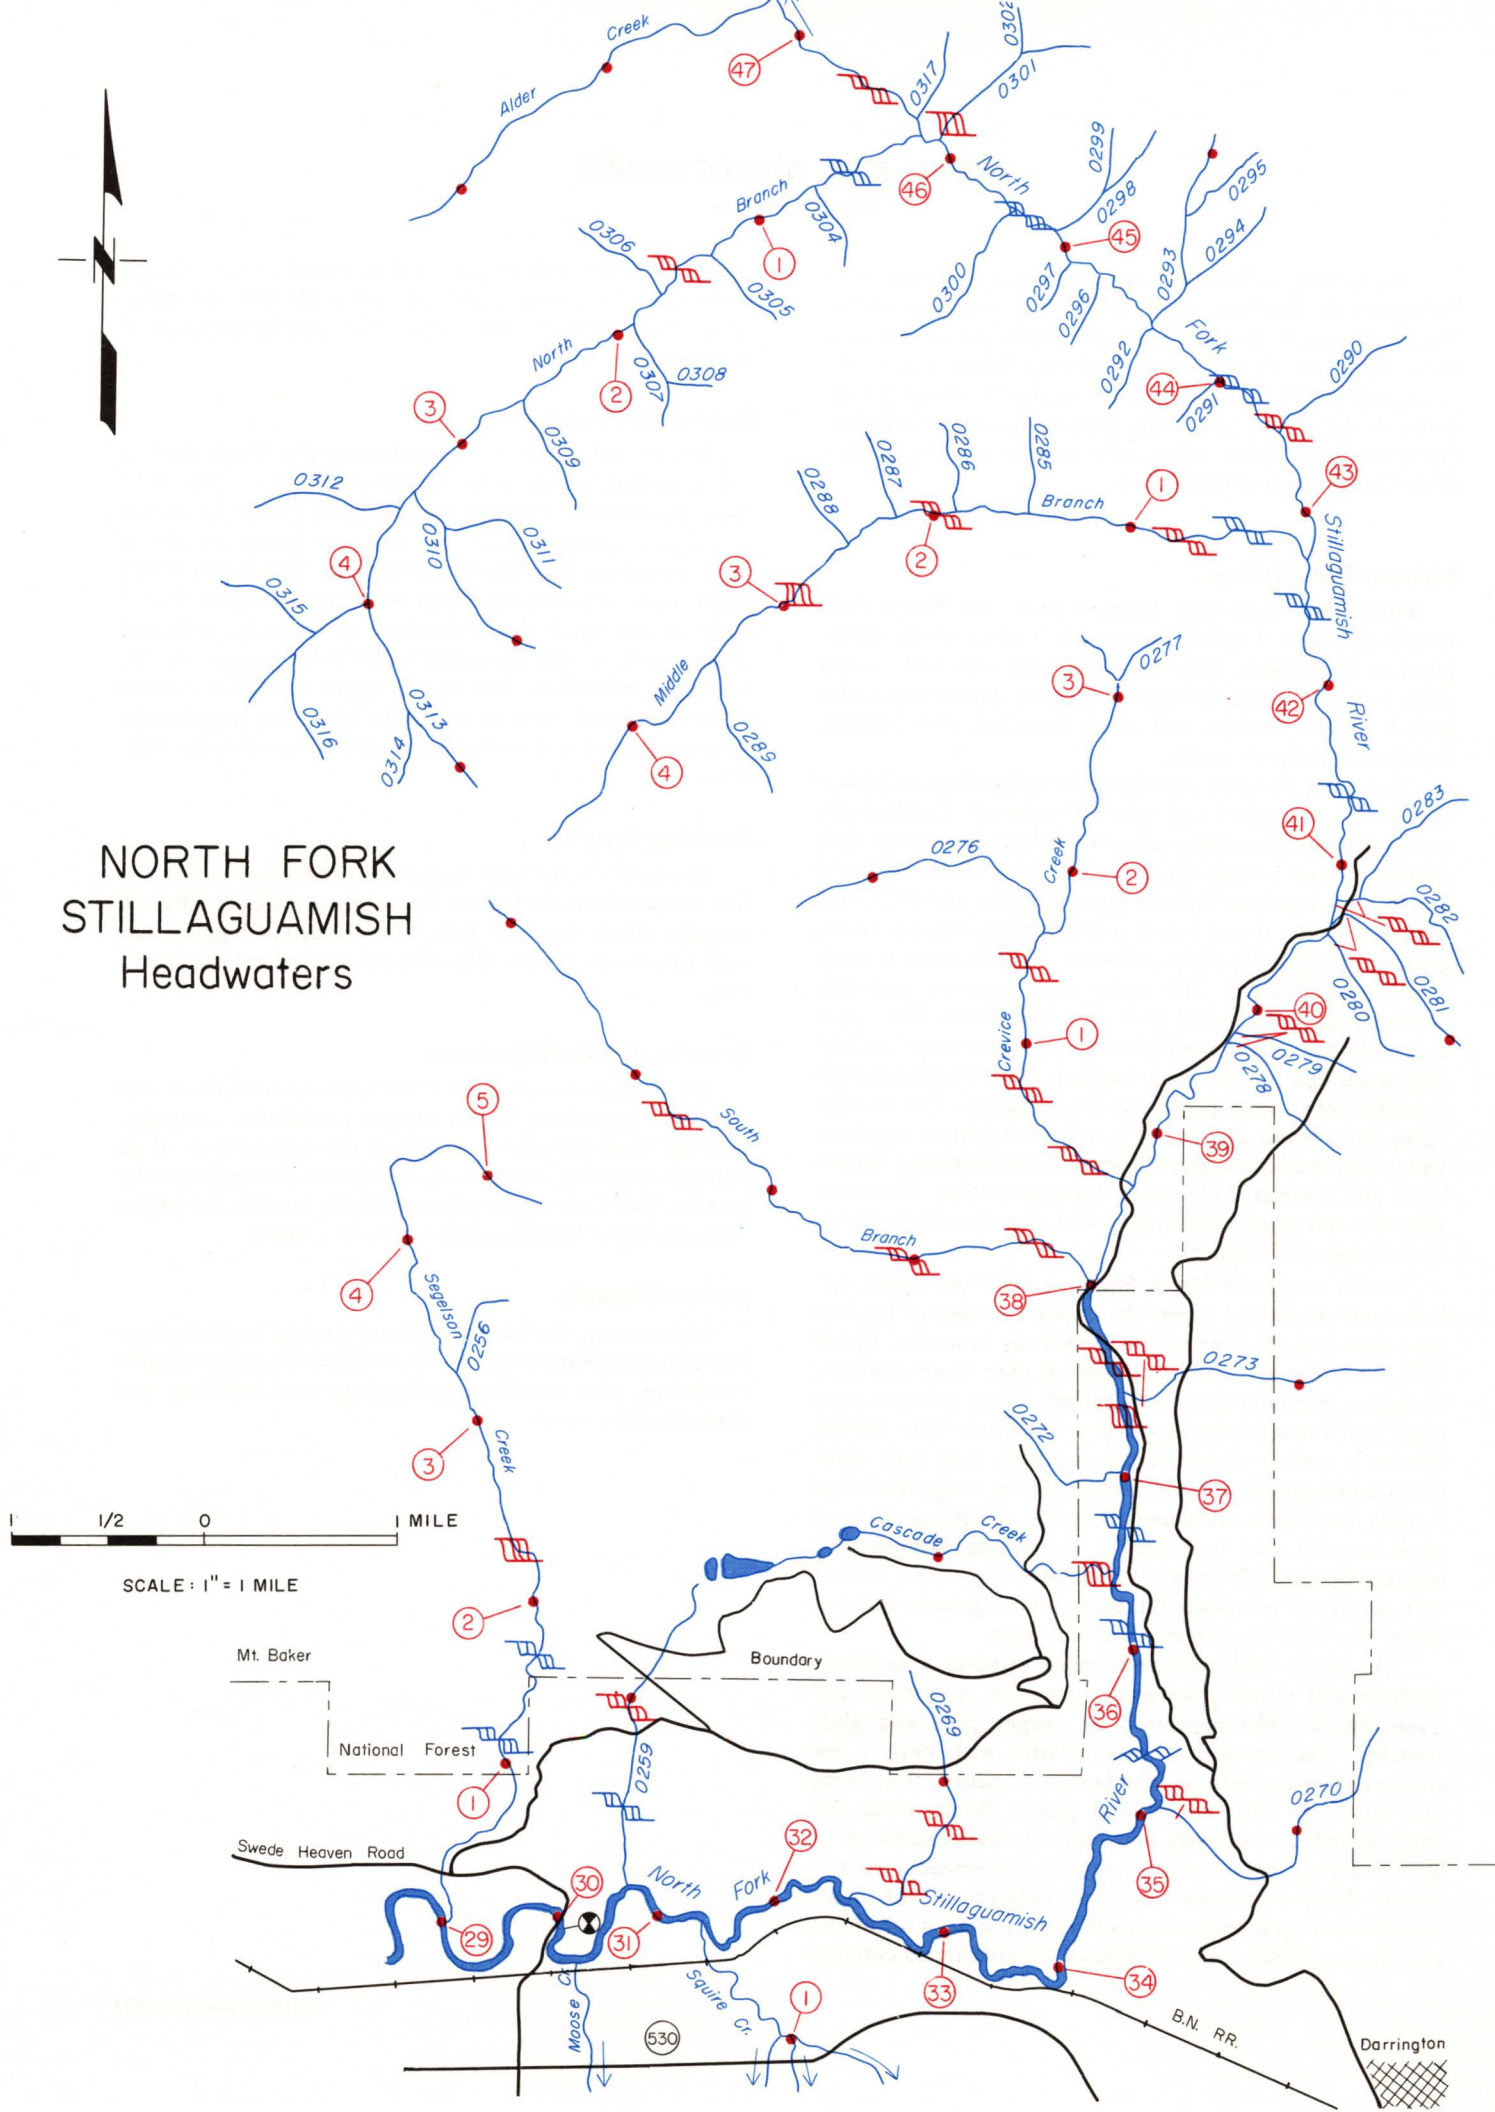 Creek
Alder
47
0317
0302
0301
46
North
0299
0298
0295
0294
0293
45
Branch
0304
1
0306
0305
0300
0297
0296
0292
Fork
44
0291
0290
2
North
0307
0308
3
0309
0312
0310
0311
4
0315
0316
0313
0314
0288
0287
0286
0285
Branch
1
43
2
3
Stillaguamish
42
River
Middle
4
0289
3
0277
41
0283
0282
0281
0280
NORTH FORK
STILLAGUAMISH
Headwaters
0276
Creek
2
Crevice
1
40
0279
0278
39
5
South
Branch
38
4
Segelson
0256
3
Creek
0273
0272
37
1
1/2
0
1 MILE
SCALE: 1" = 1 MILE
2
Cascade
Creek
36
Mt. Baker
Boundary
National Forest
1
0259
0269
River
0270
35
Swede Heaven Road
30
32
North
Fork
Stillaguamish
29
31
33
34
Moose Cr.
Squire Cr.
1
530
B.N. RR.
Darrington